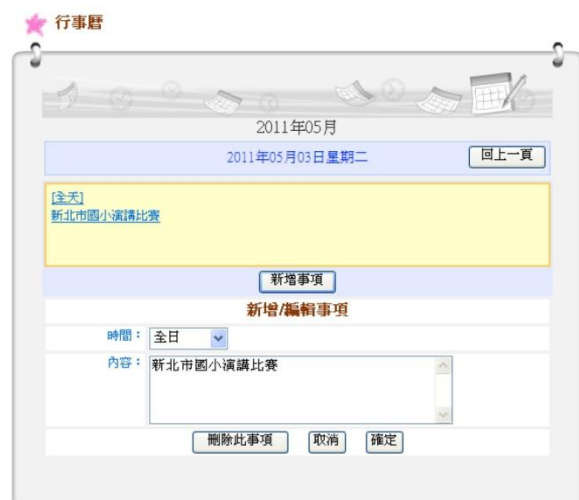 行事曆
2011年05月
2011年05月03日星期二
回上一頁
[全天]
新北市國小演講比賽
新增事項
新增/編輯事項
時間：
全日
內容：
新北市國小演講比賽
刪除此事項
取消
確定